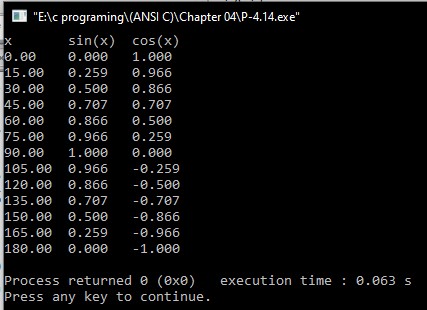 "E:\c programing\(ANSI C)\Chapter 04\P-4.14.exe"
x sin(x) cos(x)
0.00 0.000 1.000
15.00 0.259 0.966
30.00 0.500 0.866
45.00 0.707 0.707
60.00 0.866 0.500
75.00 0.966 0.259
90.00 1.000 0.000
105.00 0.966 -0.259
120.00 0.866 -0.500
135.00 0.707 -0.707
150.00 0.500 -0.866
165.00 0.259 -0.966
180.00 0.000 -1.000
Process returned 0 (0x0) execution time : 0.063 s
Press any key to continue.